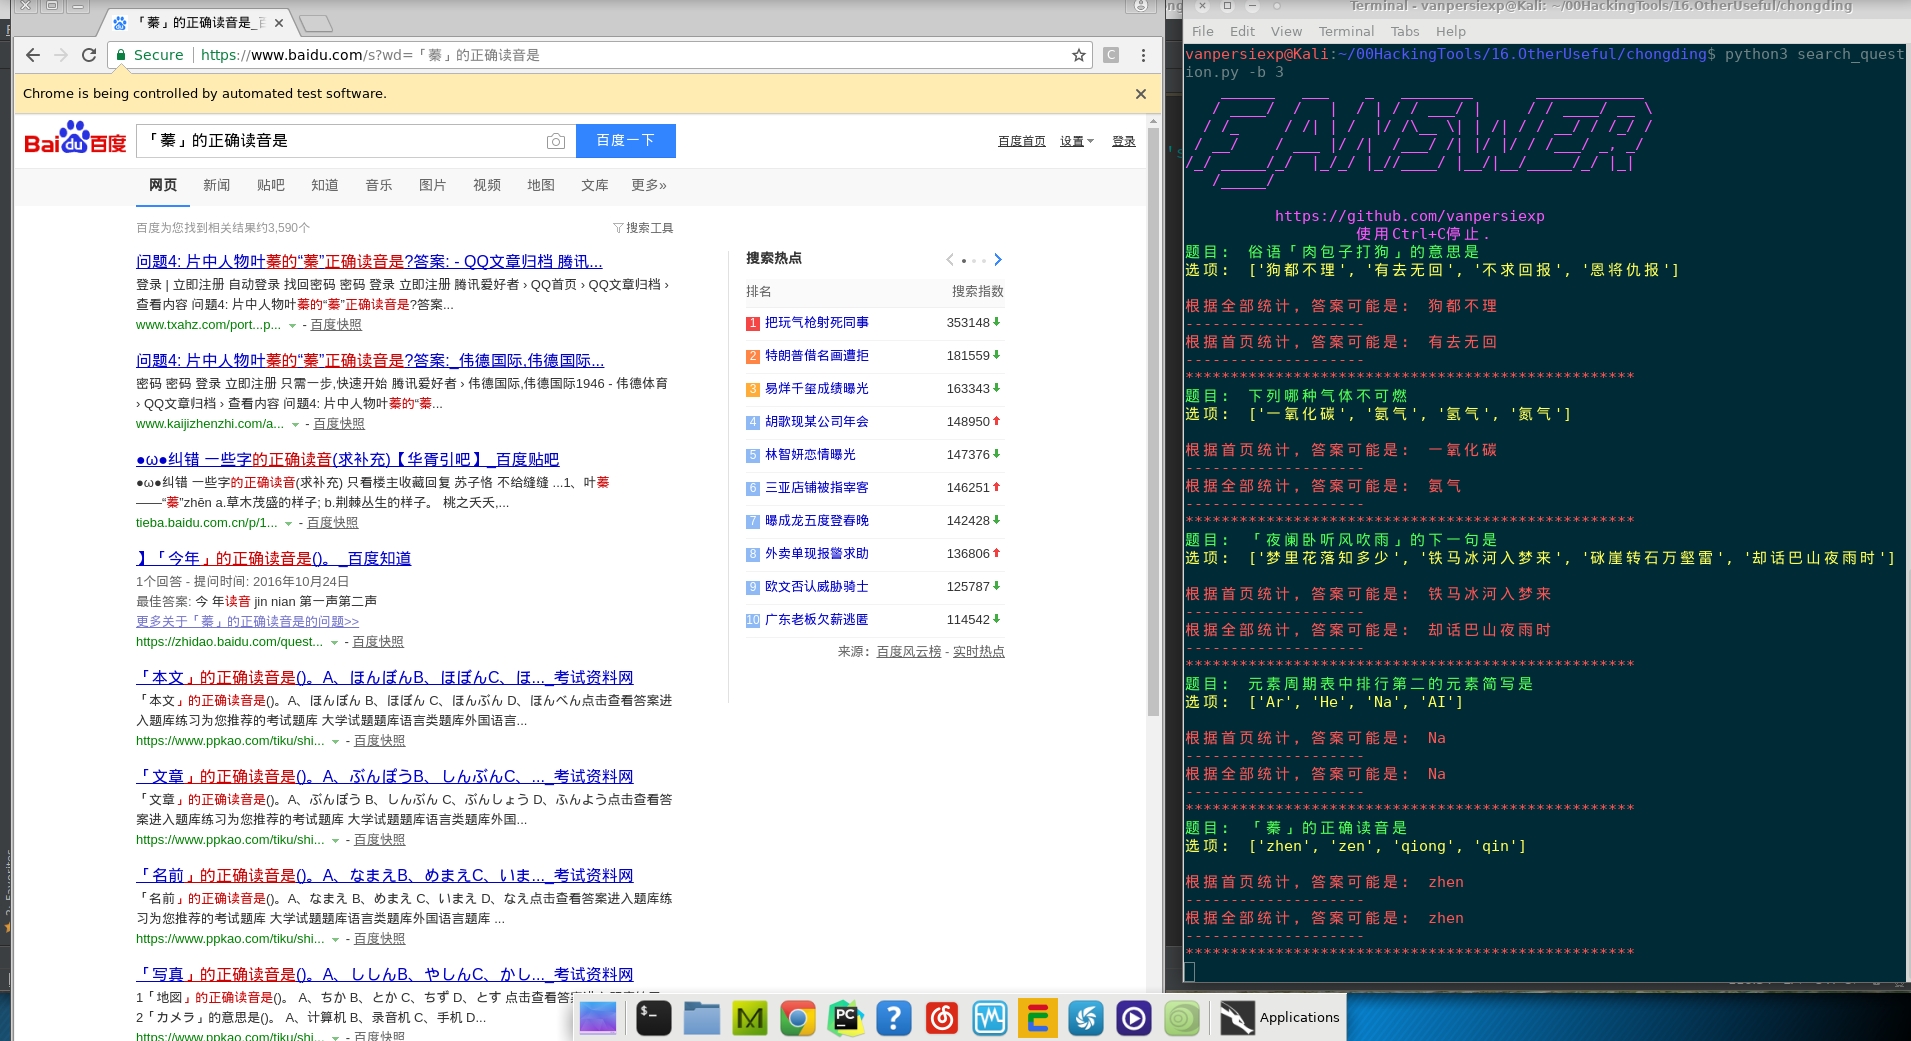 「蓁」的正确读音是_百
Secure
https://www.baidu.com/s?wd=「蓁」的正确读音是
Chrome is being controlled by automated test software.
Bai du 百度
「蓁」的正确读音是
百度一下
百度首页 设置 登录
网页 新闻 贴吧 知道 音乐 图片 视频 地图 文库 更多»
百度为您找到相关结果约3,590个
搜索工具
问题4: 片中人物叶蓁的“蓁”正确读音是?答案: - QQ文章归档 腾讯...
登录 | 立即注册 自动登录 找回密码 密码 登录 立即注册 腾讯爱好者 › QQ首页 › QQ文章归档 ›
查看内容 问题4: 片中人物叶蓁的“蓁”正确读音是?答案...
www.txahz.com/port...p... - 百度快照
问题4: 片中人物叶蓁的“蓁”正确读音是?答案:_伟德国际,伟德国际...
密码 密码 登录 立即注册 只需一步,快速开始 腾讯爱好者 › 伟德国际,伟德国际1946 - 伟德体育
› QQ文章归档 › 查看内容 问题4: 片中人物叶蓁的“蓁...
www.kaijizhenzhi.com/a... - 百度快照
●ω●纠错 一些字的正确读音(求补充)【华胥引吧】_百度贴吧
●ω●纠错 一些字的正确读音(求补充) 只看楼主收藏回复 苏子恪 不给缝缝 ...1、叶蓁
——“蓁”zhēn a.草木茂盛的样子; b.荆棘丛生的样子。 桃之夭夭,...
tieba.baidu.com.cn/p/1... - 百度快照
】「今年」的正确读音是()。_百度知道
1个回答 - 提问时间: 2016年10月24日
最佳答案: 今 年读音 jin nian 第一声第二声
更多关于「蓁」的正确读音是的问题>>
https://zhidao.baidu.com/quest... - 百度快照
「本文」的正确读音是()。A、ほんぽんB、ほぼんC、ほ..._考试资料网
「本文」的正确读音是()。A、ほんぽん B、ほぼん C、ほんぶん D、ほんべん点击查看答案进
入题库练习为您推荐的考试题库 大学试题题库语言类题库外国语言...
https://www.ppkao.com/tiku/shi... - 百度快照
「文章」的正确读音是()。A、ぶんぽうB、しんぶんC、..._考试资料网
「文章」的正确读音是()。A、ぶんぽう B、しんぶん C、ぶんしょう D、ふんよう点击查看答
案进入题库练习为您推荐的考试题库 大学试题题库语言类题库外国...
https://www.ppkao.com/tiku/shi... - 百度快照
「名前」的正确读音是()。A、なまえB、めまえC、いま..._考试资料网
「名前」的正确读音是()。A、なまえ B、めまえ C、いまえ D、なえ点击查看答案进入题库练
习为您推荐的考试题库 大学试题题库语言类题库外国语言题库 ...
https://www.ppkao.com/tiku/shi... - 百度快照
「写真」的正确读音是()。A、ししんB、やしんC、かし..._考试资料网
1「地図」的正确读音是()。 A、ちか B、とか C、ちず D、とす 点击查看答
2「カメラ」的意思是()。 A、计算机 B、录音机 C、手机 D...
https://www.ppkao.com/tiku/shi... - 百度快照
搜索热点
排名 搜索指数
1 把玩气枪射死同事 353148
2 特朗普借名画遭拒 181559
3 易烊千玺成绩曝光 163343
4 胡歌现某公司年会 148950
5 林智妍恋情曝光 147376
6 三亚店铺被指宰客 146251
7 曝成龙五度登春晚 142428
8 外卖单现报警求助 136806
9 欧文否认威胁骑士 125787
10 广东老板欠薪逃匿 114542
来源: 百度风云榜 - 实时热点
Terminal - vanpersiexp@Kali: ~/00HackingTools/16.OtherUseful/chongding
File Edit View Terminal Tabs Help
vanpersiexp@Kali:~/00HackingTools/16.OtherUseful/chongding$ python3 search_quest
ion.py -b 3
https://github.com/vanpersiexp
使用Ctrl+C停止.
题目: 俗语「肉包子打狗」的意思是
选项: ['狗都不理', '有去无回', '不求回报', '恩将仇报']
根据全部统计, 答案可能是: 狗都不理
--------------------
根据首页统计, 答案可能是: 有去无回
--------------------
**************************************************
题目: 下列哪种气体不可燃
选项: ['一氧化碳', '氨气', '氢气', '氮气']
根据首页统计, 答案可能是: 一氧化碳
--------------------
根据全部统计, 答案可能是: 氨气
--------------------
**************************************************
题目: 「夜阑卧听风吹雨」的下一句是
选项: ['梦里花落知多少', '铁马冰河入梦来', '砯崖转石万壑雷', '却话巴山夜雨时']
根据首页统计, 答案可能是: 铁马冰河入梦来
--------------------
根据全部统计, 答案可能是: 却话巴山夜雨时
--------------------
**************************************************
题目: 元素周期表中排行第二的元素简写是
选项: ['Ar', 'He', 'Na', 'AI']
根据首页统计, 答案可能是: Na
--------------------
根据全部统计, 答案可能是: Na
--------------------
**************************************************
题目: 「蓁」的正确读音是
选项: ['zhen', 'zen', 'qiong', 'qin']
根据首页统计, 答案可能是: zhen
--------------------
根据全部统计, 答案可能是: zhen
--------------------
**************************************************
Applications